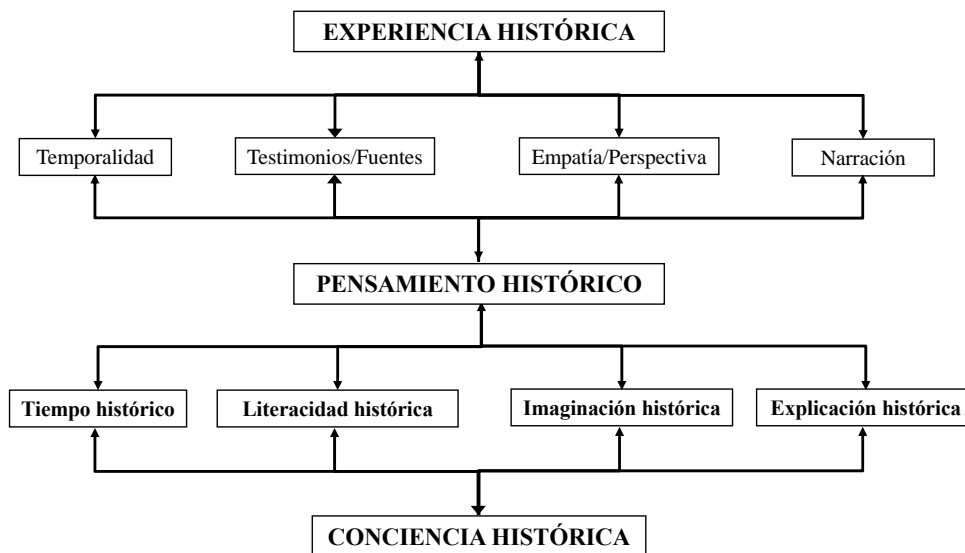 EXPERIENCIA HISTÓRICA
Temporalidad
Testimonios/Fuentes
Empatía/Perspectiva
Narración
PENSAMIENTO HISTÓRICO
Tiempo histórico
Literacidad histórica
Imaginación histórica
Explicación histórica
CONCIENCIA HISTÓRICA